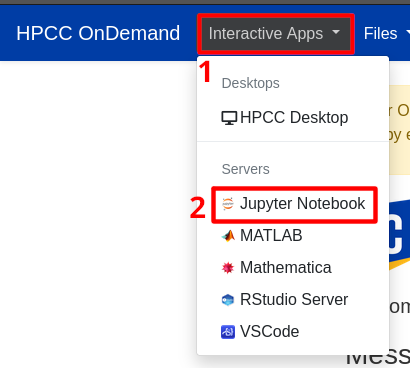 HPCC OnDemand Interactive Apps Files
1
Desktops
HPCC Desktop
Servers
2 Jupyter Notebook
MATLAB
Mathematica
RStudio Server
VSCode
Mess